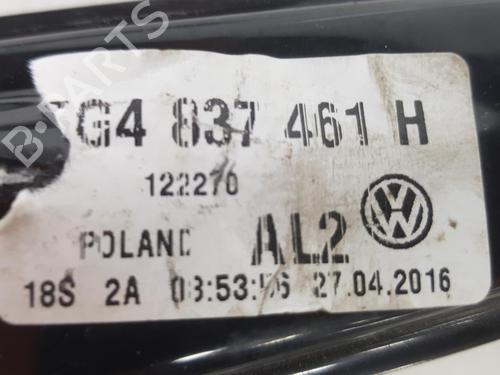 G4 837 461 H
122270
POLAND AL2
18S 2A 08:53:56 27.04.2016
B-PARTS